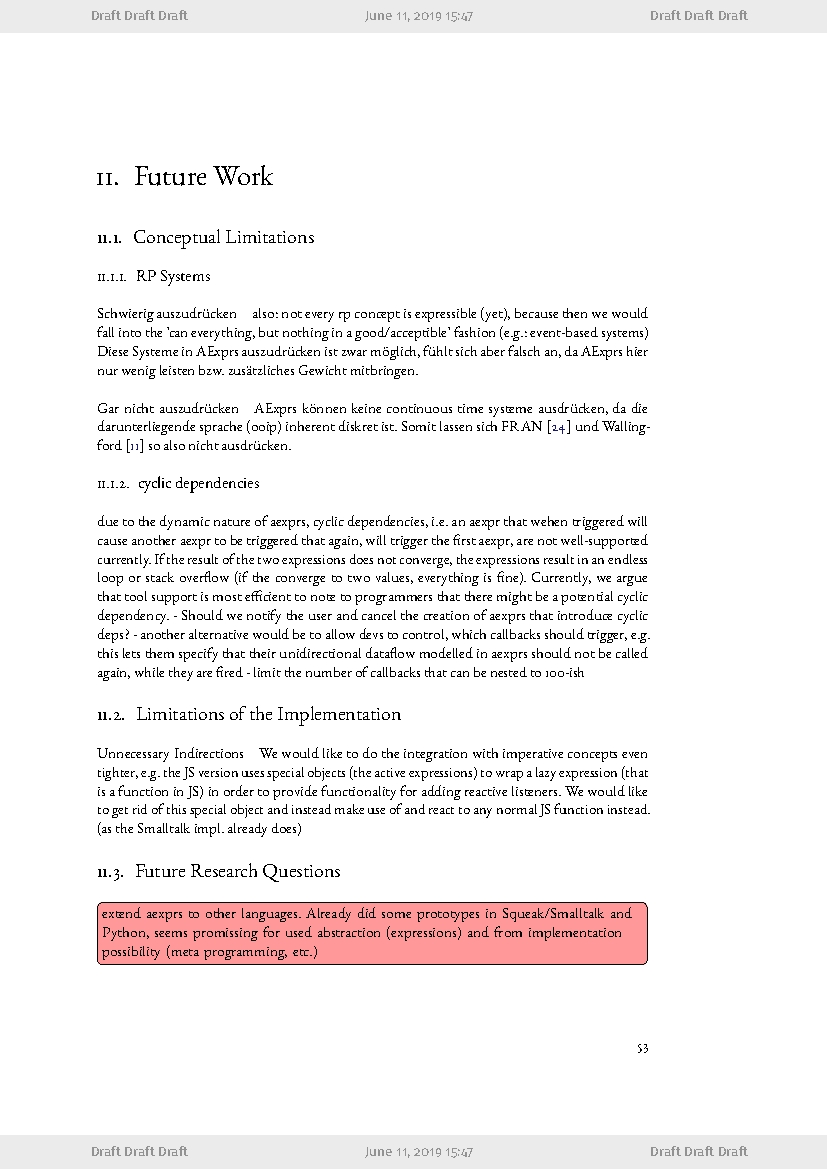 Draft Draft Draft June 11, 2019 15:47 Draft Draft Draft
11. Future Work
11.1. Conceptual Limitations
11.1.1. RP Systems
Schwierig auszudrücken also: not every rp concept is expressible (yet), because then we would
fall into the 'can everything, but nothing in a good/acceptible' fashion (e.g.: event-based systems)
Diese Systeme in AExprs auszudrücken ist zwar möglich, fühlt sich aber falsch an, da AExprs hier
nur wenig leisten bzw. zusätzliches Gewicht mitbringen.
Gar nicht auszudrücken AExprs können keine continuous time systeme ausdrücken, da die
darunterliegende sprache (ooip) inherent diskret ist. Somit lassen sich FRAN [24] und Walling-
ford [11] so also nicht ausdrücken.
11.1.2. cyclic dependencies
due to the dynamic nature of aexprs, cyclic dependencies, i.e. an aexpr that wehen triggered will
cause another aexpr to be triggered that again, will trigger the first aexpr, are not well-supported
currently. If the result of the two expressions does not converge, the expressions result in an endless
loop or stack overflow (if the converge to two values, everything is fine). Currently, we argue
that tool support is most efficient to note to programmers that there might be a potential cyclic
dependency. - Should we notify the user and cancel the creation of aexprs that introduce cyclic
deps? - another alternative would be to allow devs to control, which callbacks should trigger, e.g.
this lets them specify that their unidirectional dataflow modelled in aexprs should not be called
again, while they are fired - limit the number of callbacks that can be nested to 100-ish
11.2. Limitations of the Implementation
Unnecessary Indirections We would like to do the integration with imperative concepts even
tighter, e.g. the JS version uses special objects (the active expressions) to wrap a lazy expression (that
is a function in JS) in order to provide functionality for adding reactive listeners. We would like
to get rid of this special object and instead make use of and react to any normal JS function instead.
(as the Smalltalk impl. already does)
11.3. Future Research Questions
extend aexprs to other languages. Already did some prototypes in Squeak/Smalltalk and
Python, seems promissing for used abstraction (expressions) and from implementation
possibility (meta programming, etc.)
53
Draft Draft Draft June 11, 2019 15:47 Draft Draft Draft